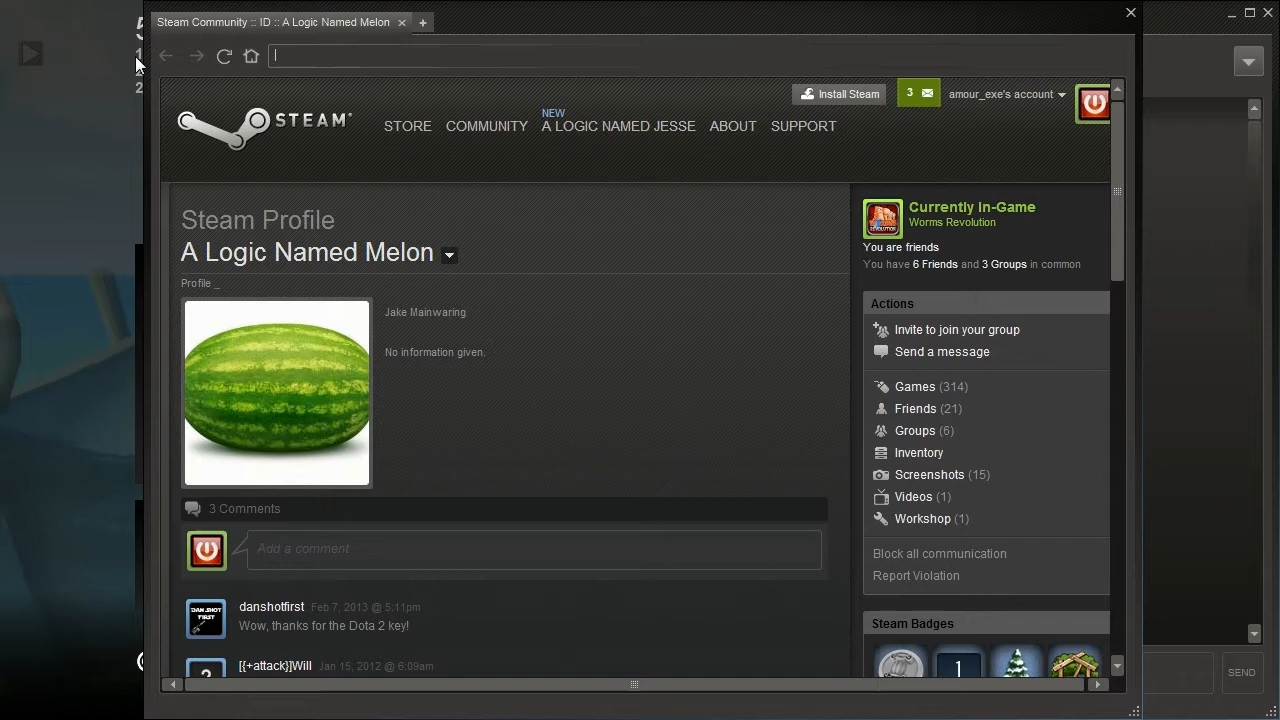 Steam Community :: ID :: A Logic Named Melon
Install Steam
3
amour_exe's account
STEAM
STORE
COMMUNITY
NEW
A LOGIC NAMED JESSE
ABOUT
SUPPORT
Steam Profile
A Logic Named Melon
Profile _
Jake Mainwaring
No information given.
3 Comments
Add a comment
danshotfirst Feb 7, 2013 @ 5:11pm
Wow, thanks for the Dota 2 key!
[{+attack}]Will Jan 15, 2012 @ 6:09am
DAN SHOT
FIRST
?
REVOLUTION
Currently In-Game
Worms Revolution
You are friends
You have 6 Friends and 3 Groups in common
Actions
Invite to join your group
Send a message
Games (314)
Friends (21)
Groups (6)
Inventory
Screenshots (15)
Videos (1)
Workshop (1)
Block all communication
Report Violation
Steam Badges
1
SEND